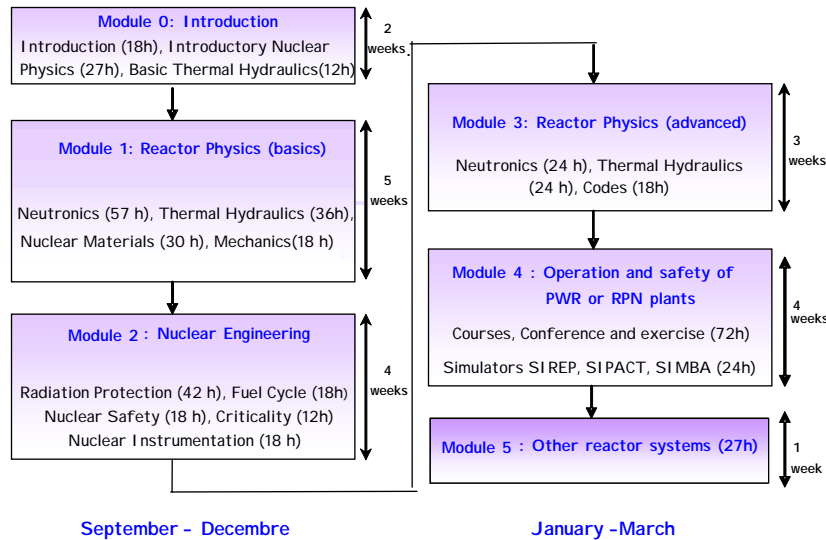 Module 0: Introduction
Introduction (18h), Introductory Nuclear
Physics (27h), Basic Thermal Hydraulics(12h)
2
weeks.
Module 1: Reactor Physics (basics)
Neutronics (57 h), Thermal Hydraulics (36h),
Nuclear Materials (30 h), Mechanics(18 h)
5
weeks
Module 2 : Nuclear Engineering
Radiation Protection (42 h), Fuel Cycle (18h)
Nuclear Safety (18 h), Criticality (12h)
Nuclear Instrumentation (18 h)
4
weeks
September - Decembre
Module 3: Reactor Physics (advanced)
Neutronics (24 h), Thermal Hydraulics
(24 h), Codes (18h)
3
weeks
Module 4 : Operation and safety of
PWR or RPN plants
Courses, Conference and exercise (72h)
Simulators SIREP, SIPACT, SIMBA (24h)
4
weeks
Module 5 : Other reactor systems (27h)
1
week
January -March